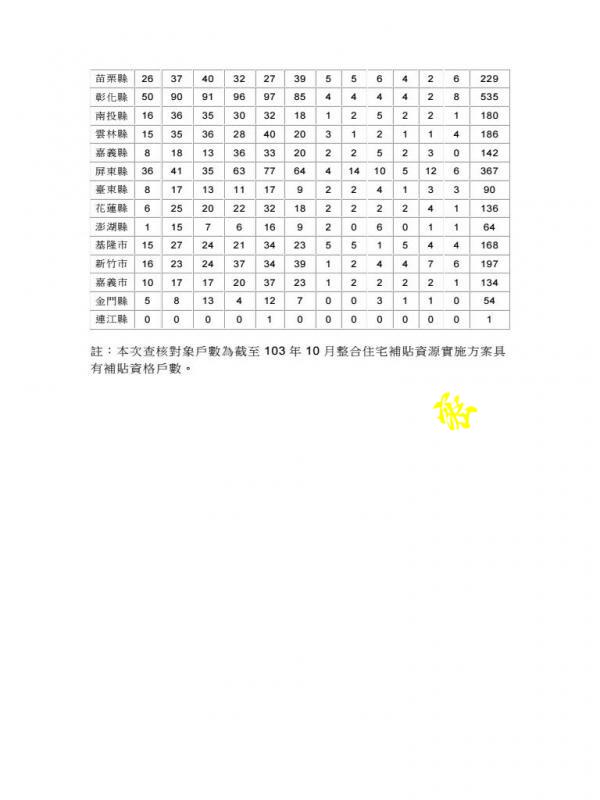 苗栗縣 26 37 40 32 27 39 5 5 6 4 2 6 229
彰化縣 50 90 91 96 97 85 4 4 4 4 2 8 535
南投縣 16 36 35 30 32 18 1 2 5 2 2 1 180
雲林縣 15 35 36 28 40 20 3 1 2 1 1 4 186
嘉義縣 8 18 13 36 33 20 2 2 5 2 3 0 142
屏東縣 36 41 35 63 77 64 4 14 10 5 12 6 367
臺東縣 8 17 13 11 17 9 2 2 4 1 3 3 90
花蓮縣 6 25 20 22 32 18 2 2 2 2 4 1 136
澎湖縣 1 15 7 6 16 9 2 0 6 0 1 1 64
基隆市 15 27 24 21 34 23 5 5 1 5 4 4 168
新竹市 16 23 24 37 34 39 1 2 4 4 7 6 197
嘉義市 10 17 17 20 37 23 1 2 2 2 2 1 134
金門縣 5 8 13 4 12 7 0 0 3 1 1 0 54
連江縣 0 0 0 0 1 0 0 0 0 0 0 0 1
註：本次查核對象戶數為截至 103 年 10 月整合住宅補貼資源實施方案具
有補貼資格戶數。